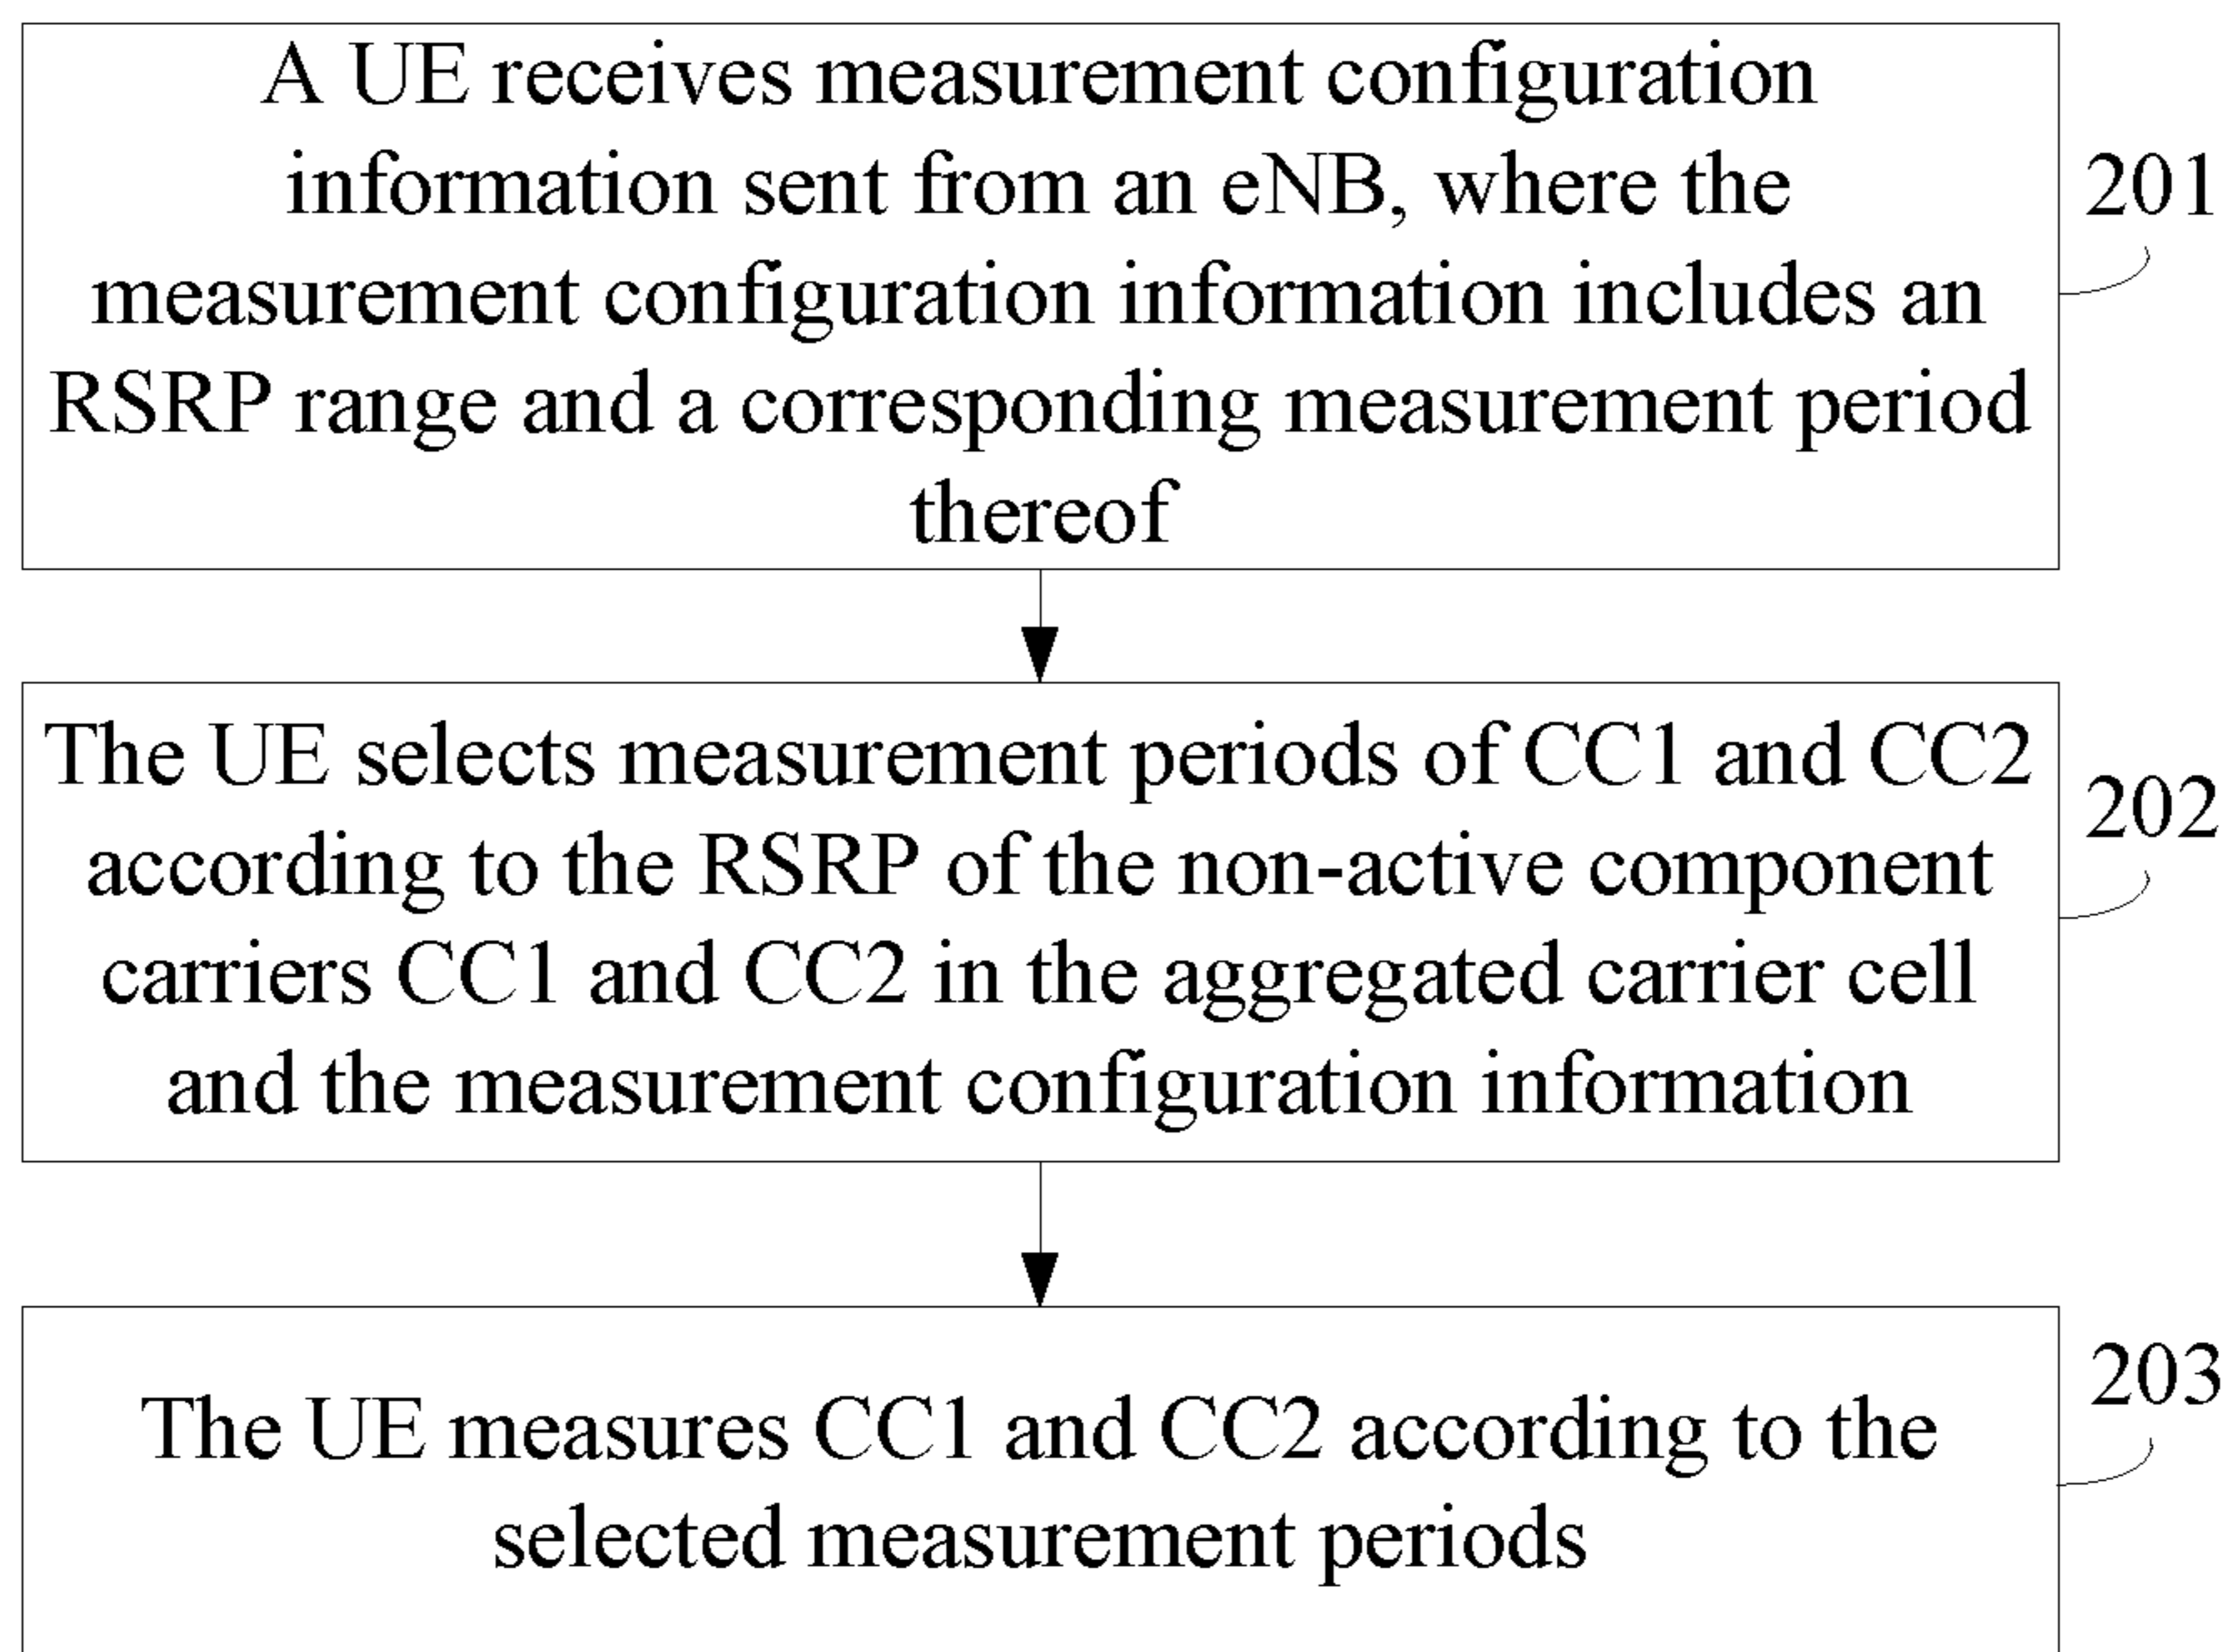 A UE receives measurement configuration
information sent from an eNB, where the
measurement configuration information includes an
RSRP range and a corresponding measurement period
thereof
201
The UE selects measurement periods of CC1 and CC2
according to the RSRP of the non-active component
carriers CC1 and CC2 in the aggregated carrier cell
and the measurement configuration information
202
The UE measures CC1 and CC2 according to the
selected measurement periods
203